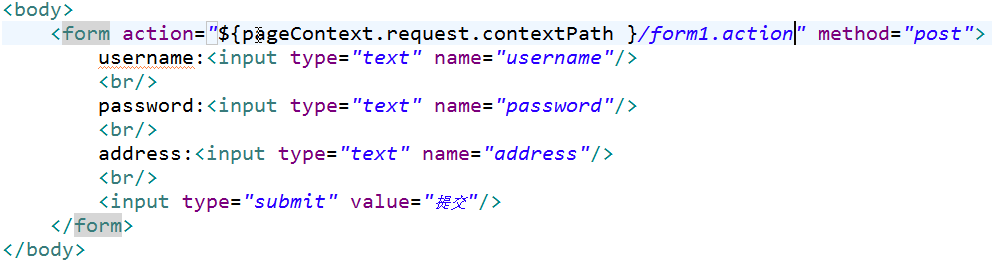 <body>
<form action="${pageContext.request.contextPath }/form1.action" method="post">
username:<input type="text" name="username"/>
<br/>
password:<input type="text" name="password"/>
<br/>
address:<input type="text" name="address"/>
<br/>
<input type="submit" value="提交"/>
</form>
</body>